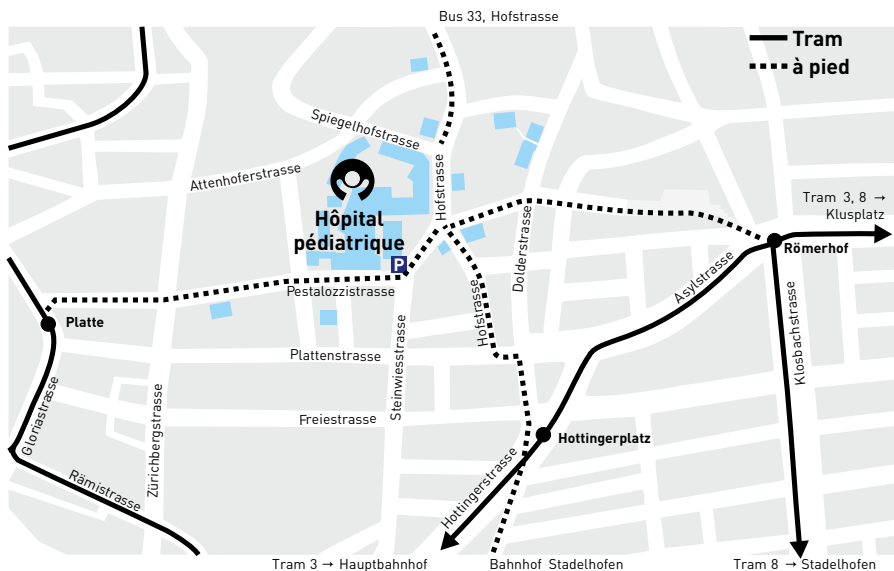 Bus 33, Hofstrasse
Tram
à pied
Spiegelhofstrasse
Attenhoferstrasse
Hofstrasse
Tram 3, 8 →
Klusplatz
Hôpital
pédiatrique
Dolderstrasse
Römerhof
P
Asylstrasse
Pestalozzistrasse
Hofstrasse
Platte
Klosbachstrasse
Plattenstrasse
Steinwiesstrasse
Gloriastrasse
Zürichbergstrasse
Freiestrasse
Hottingerplatz
Rämistrasse
Hottingerstrasse
Tram 3 → Hauptbahnhof
Bahnhof Stadelhofen
Tram 8 → Stadelhofen